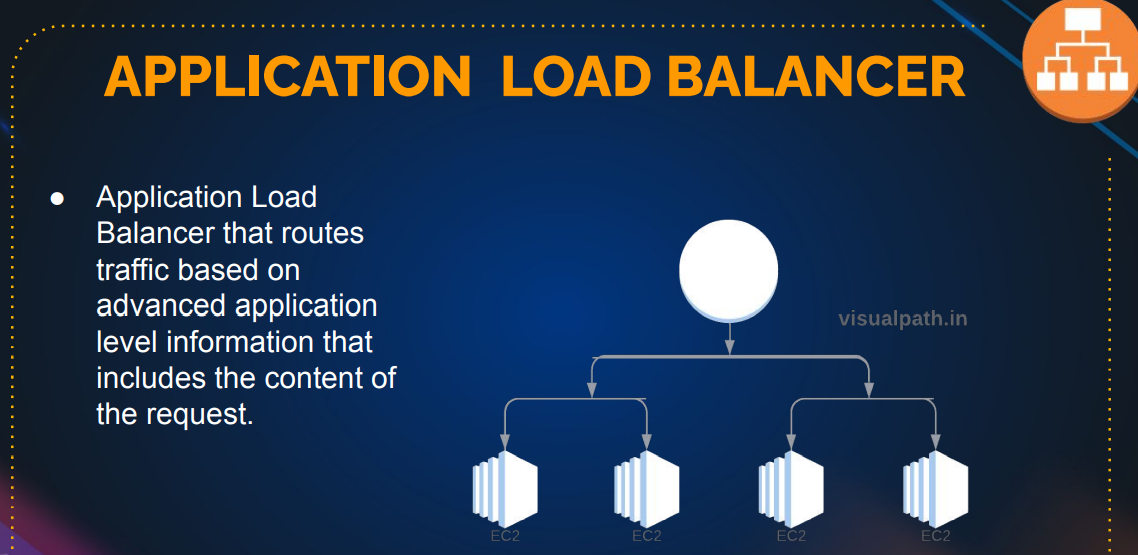 APPLICATION LOAD BALANCER
● Application Load
Balancer that routes
traffic based on
advanced application
level information that
includes the content of
the request.
visualpath.in
EC2 EC2 EC2 EC2